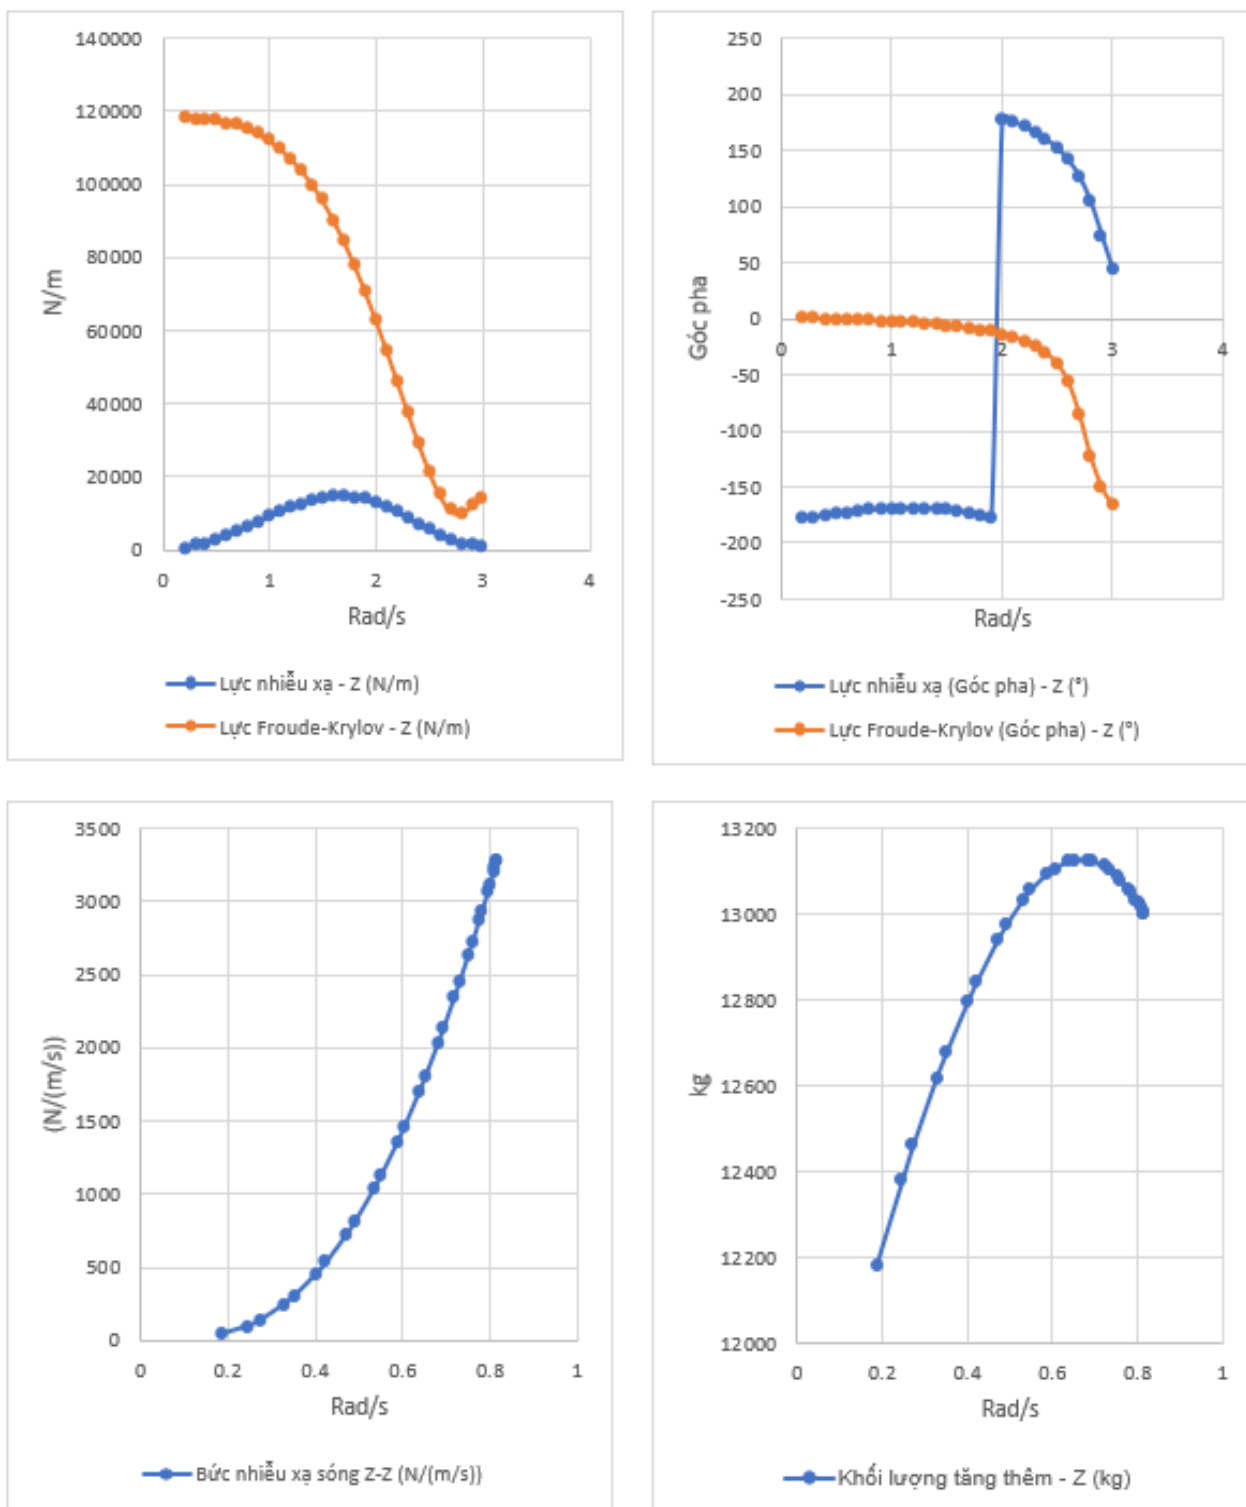 140000
120000
100000
80000
60000
40000
20000
0
N/m
0 1 2 3 4
Rad/s
Lực nhiễu xạ - Z (N/m)
Lực Froude-Krylov - Z (N/m)
250
200
150
100
50
0
-50
-100
-150
-200
-250
Góc pha
0 1 2 3 4
Rad/s
Lực nhiễu xạ (Góc pha) - Z (°)
Lực Froude-Krylov (Góc pha) - Z (°)
3500
3000
2500
2000
1500
1000
500
0
(N/(m/s))
0 0.2 0.4 0.6 0.8 1
Rad/s
Bức nhiễu xạ sóng Z-Z (N/(m/s))
13200
13000
12800
12600
12400
12200
12000
kg
0 0.2 0.4 0.6 0.8 1
Rad/s
Khối lượng tăng thêm - Z (kg)